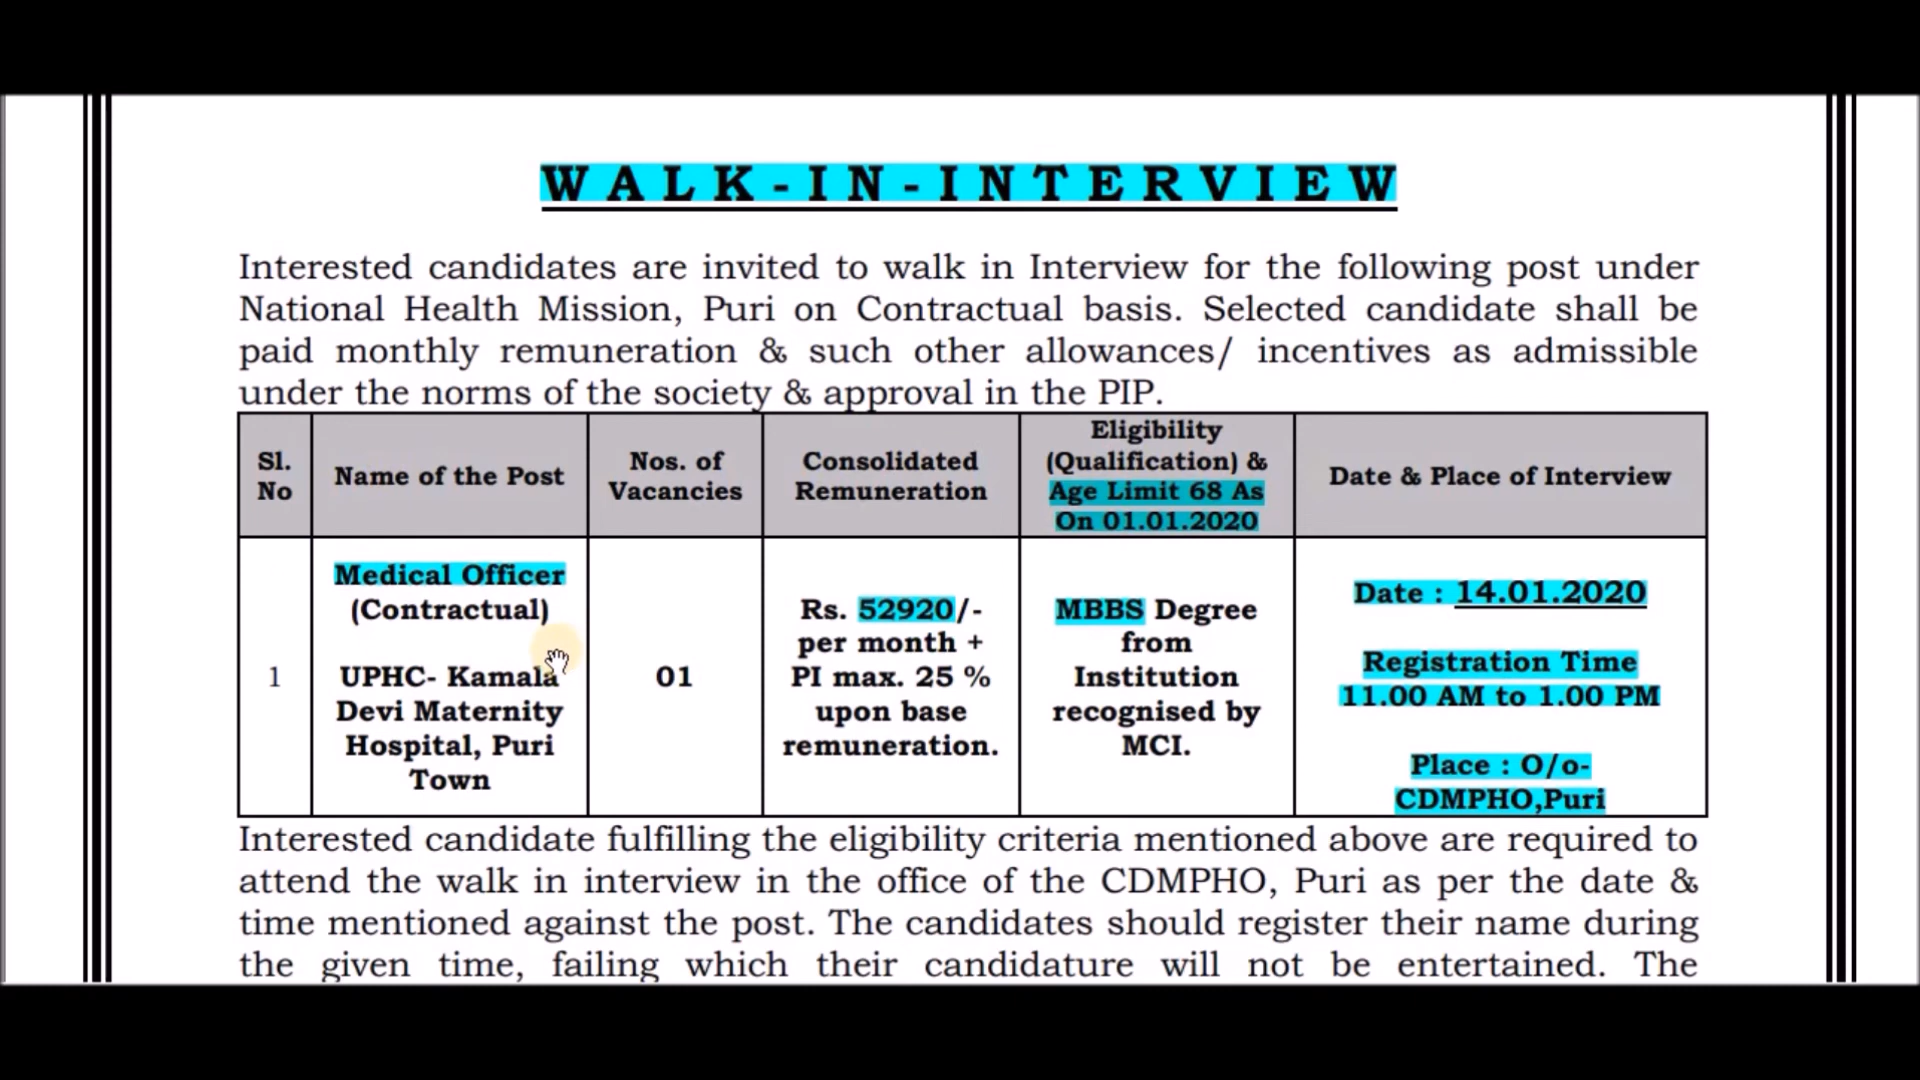 WALK-IN-INTERVIEW
Interested candidates are invited to walk in Interview for the following post under
National Health Mission, Puri on Contractual basis. Selected candidate shall be
paid monthly remuneration & such other allowances/ incentives as admissible
under the norms of the society & approval in the PIP.
Sl.
No
Name of the Post
Nos. of
Vacancies
Consolidated
Remuneration
Eligibility
(Qualification) &
Age Limit 68 As
On 01.01.2020
Date & Place of Interview
1
Medical Officer
(Contractual)
UPHC- Kamala
Devi Maternity
Hospital, Puri
Town
01
Rs. 52920/-
per month +
PI max. 25 %
upon base
remuneration.
MBBS Degree
from
Institution
recognised by
MCI.
Date : 14.01.2020
Registration Time
11.00 AM to 1.00 PM
Place : O/o-
CDMPHO,Puri
Interested candidate fulfilling the eligibility criteria mentioned above are required to
attend the walk in interview in the office of the CDMPHO, Puri as per the date &
time mentioned against the post. The candidates should register their name during
the given time, failing which their candidature will not be entertained. The